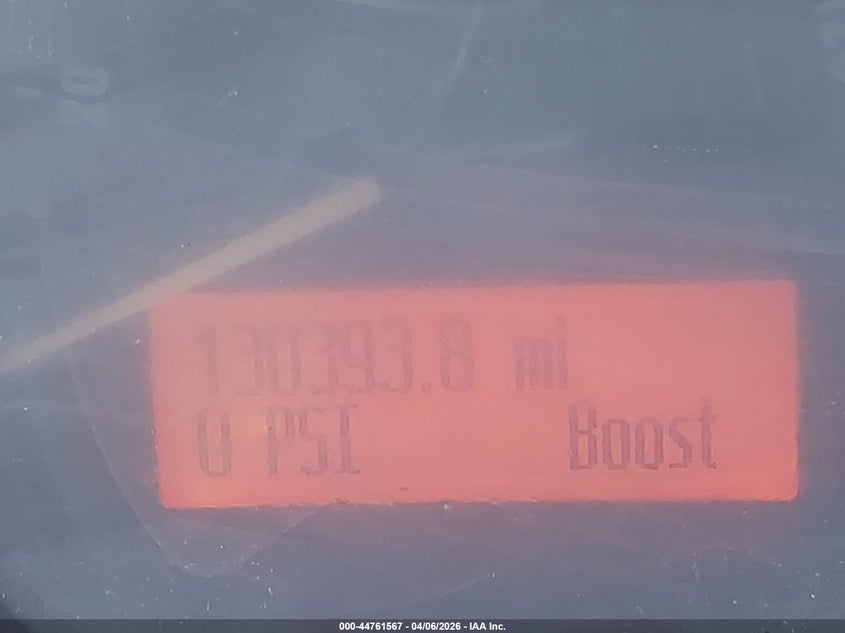 130393.8 mi
0 PSI Boost
000-44761567 - 04/06/2026 - IAA Inc.